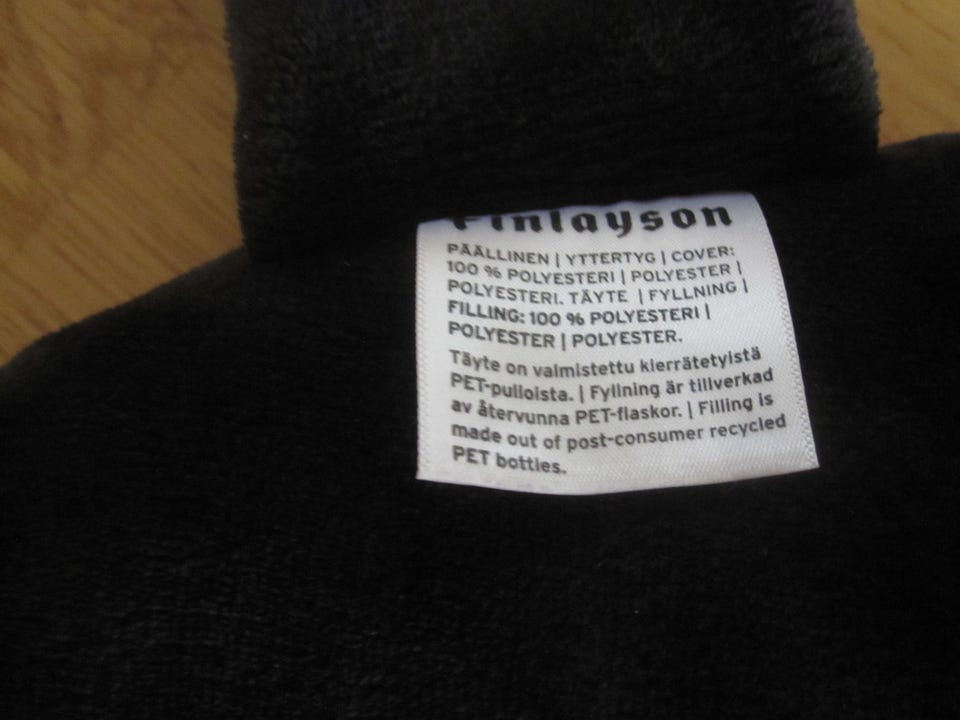 Finlayson
PÄÄLLINEN | YTTERTYG | COVER:
100 % POLYESTERI | POLYESTER |
POLYESTERI. TÄYTE | FYLLNING |
FILLING: 100 % POLYESTERI |
POLYESTER | POLYESTER.
Täyte on valmistettu kierrätetyistä
PET-pulloista. | Fyllning är tillverkad
av återvunna PET-flaskor. | Filling is
made out of post-consumer recycled
PET bottles.